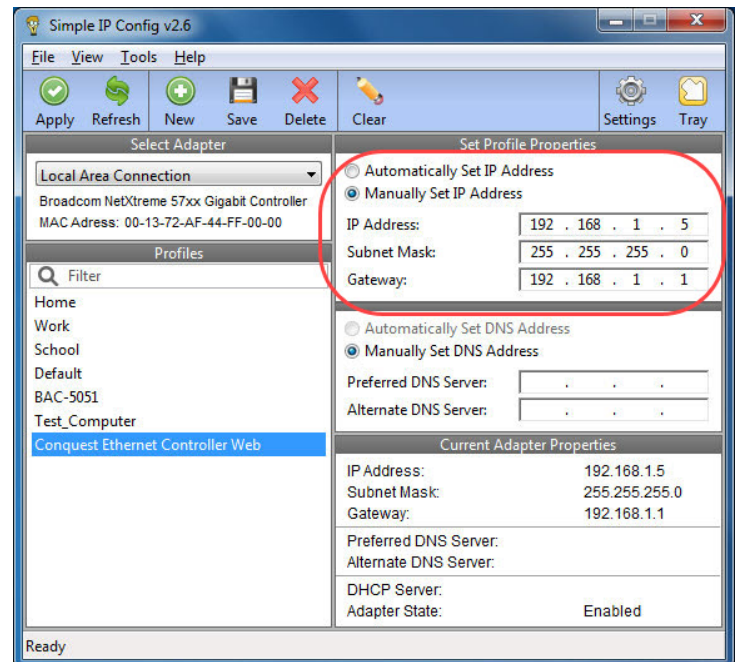 Simple IP Config v2.6
File View Tools Help
Apply Refresh New Save Delete Clear Settings Tray
Select Adapter
Local Area Connection
Broadcom NetXtreme 57xx Gigabit Controller
MAC Adress: 00-13-72-AF-44-FF-00-00
Profiles
Filter
Home
Work
School
Default
BAC-5051
Test_Computer
Conquest Ethernet Controller Web
Set Profile Properties
Automatically Set IP Address
Manually Set IP Address
IP Address: 192 . 168 . 1 . 5
Subnet Mask: 255 . 255 . 255 . 0
Gateway: 192 . 168 . 1 . 1
Automatically Set DNS Address
Manually Set DNS Address
Preferred DNS Server: . . .
Alternate DNS Server: . . .
Current Adapter Properties
IP Address: 192.168.1.5
Subnet Mask: 255.255.255.0
Gateway: 192.168.1.1
Preferred DNS Server:
Alternate DNS Server:
DHCP Server:
Adapter State: Enabled
Ready